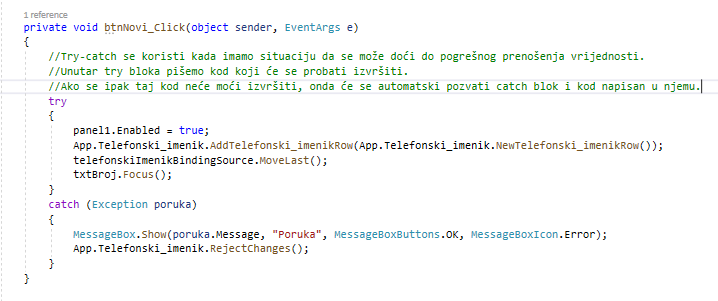 1 reference
private void btnNovi_Click(object sender, EventArgs e)
{
//Try-catch se koristi kada imamo situaciju da se može doći do pogrešnog prenošenja vrijednosti.
//Unutar try bloka pišemo kod koji će se probati izvršiti.
//Ako se ipak taj kod neće moći izvršiti, onda će se automatski pozvati catch blok i kod napisan u njemu.
try
{
panel1.Enabled = true;
App.Telefonski_imenik.AddTelefonski_imenikRow(App.Telefonski_imenik.NewTelefonski_imenikRow());
telefonskiImenikBindingSource.MoveLast();
txtBroj.Focus();
}
catch (Exception poruka)
{
MessageBox.Show(poruka.Message, "Poruka", MessageBoxButtons.OK, MessageBoxIcon.Error);
App.Telefonski_imenik.RejectChanges();
}
}